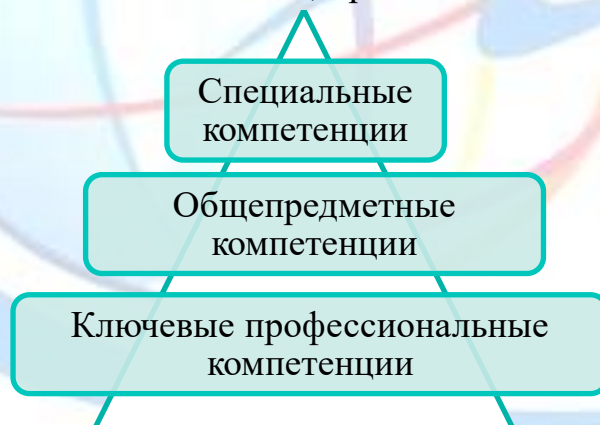 Специальные
компетенции
Общепредметные
компетенции
Ключевые профессиональные
компетенции